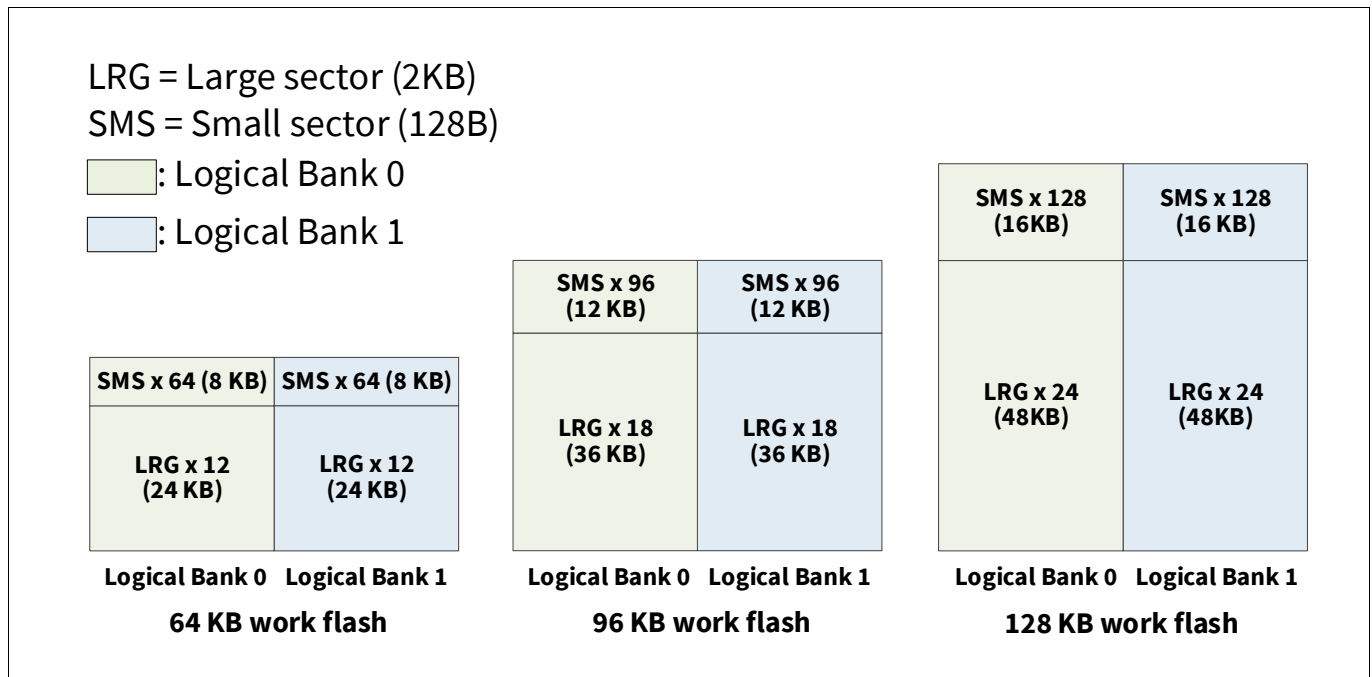 LRG = Large sector (2KB)
SMS = Small sector (128B)
: Logical Bank 0
: Logical Bank 1
SMS x 64 (8 KB)
SMS x 64 (8 KB)
LRG x 12
(24 KB)
LRG x 12
(24 KB)
Logical Bank 0
Logical Bank 1
64 KB work flash
SMS x 96
(12 KB)
SMS x 96
(12 KB)
LRG x 18
(36 KB)
LRG x 18
(36 KB)
Logical Bank 0
Logical Bank 1
96 KB work flash
SMS x 128
(16KB)
SMS x 128
(16 KB)
LRG x 24
(48KB)
LRG x 24
(48KB)
Logical Bank 0
Logical Bank 1
128 KB work flash